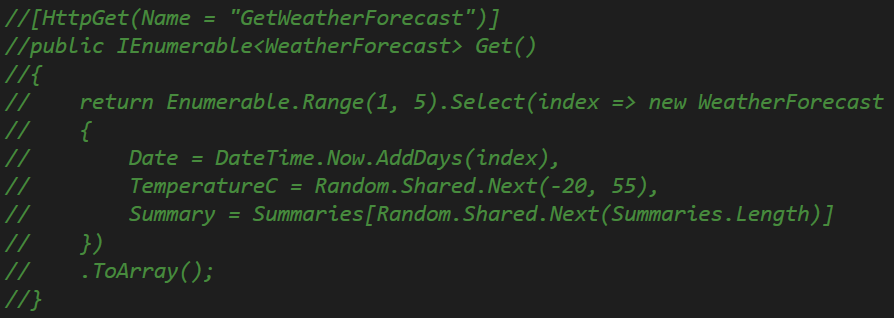 //[HttpGet(Name = "GetWeatherForecast")]
//public IEnumerable<WeatherForecast> Get()
//{
//    return Enumerable.Range(1, 5).Select(index => new WeatherForecast
//    {
//        Date = DateTime.Now.AddDays(index),
//        TemperatureC = Random.Shared.Next(-20, 55),
//        Summary = Summaries[Random.Shared.Next(Summaries.Length)]
//    })
//    .ToArray();
//}